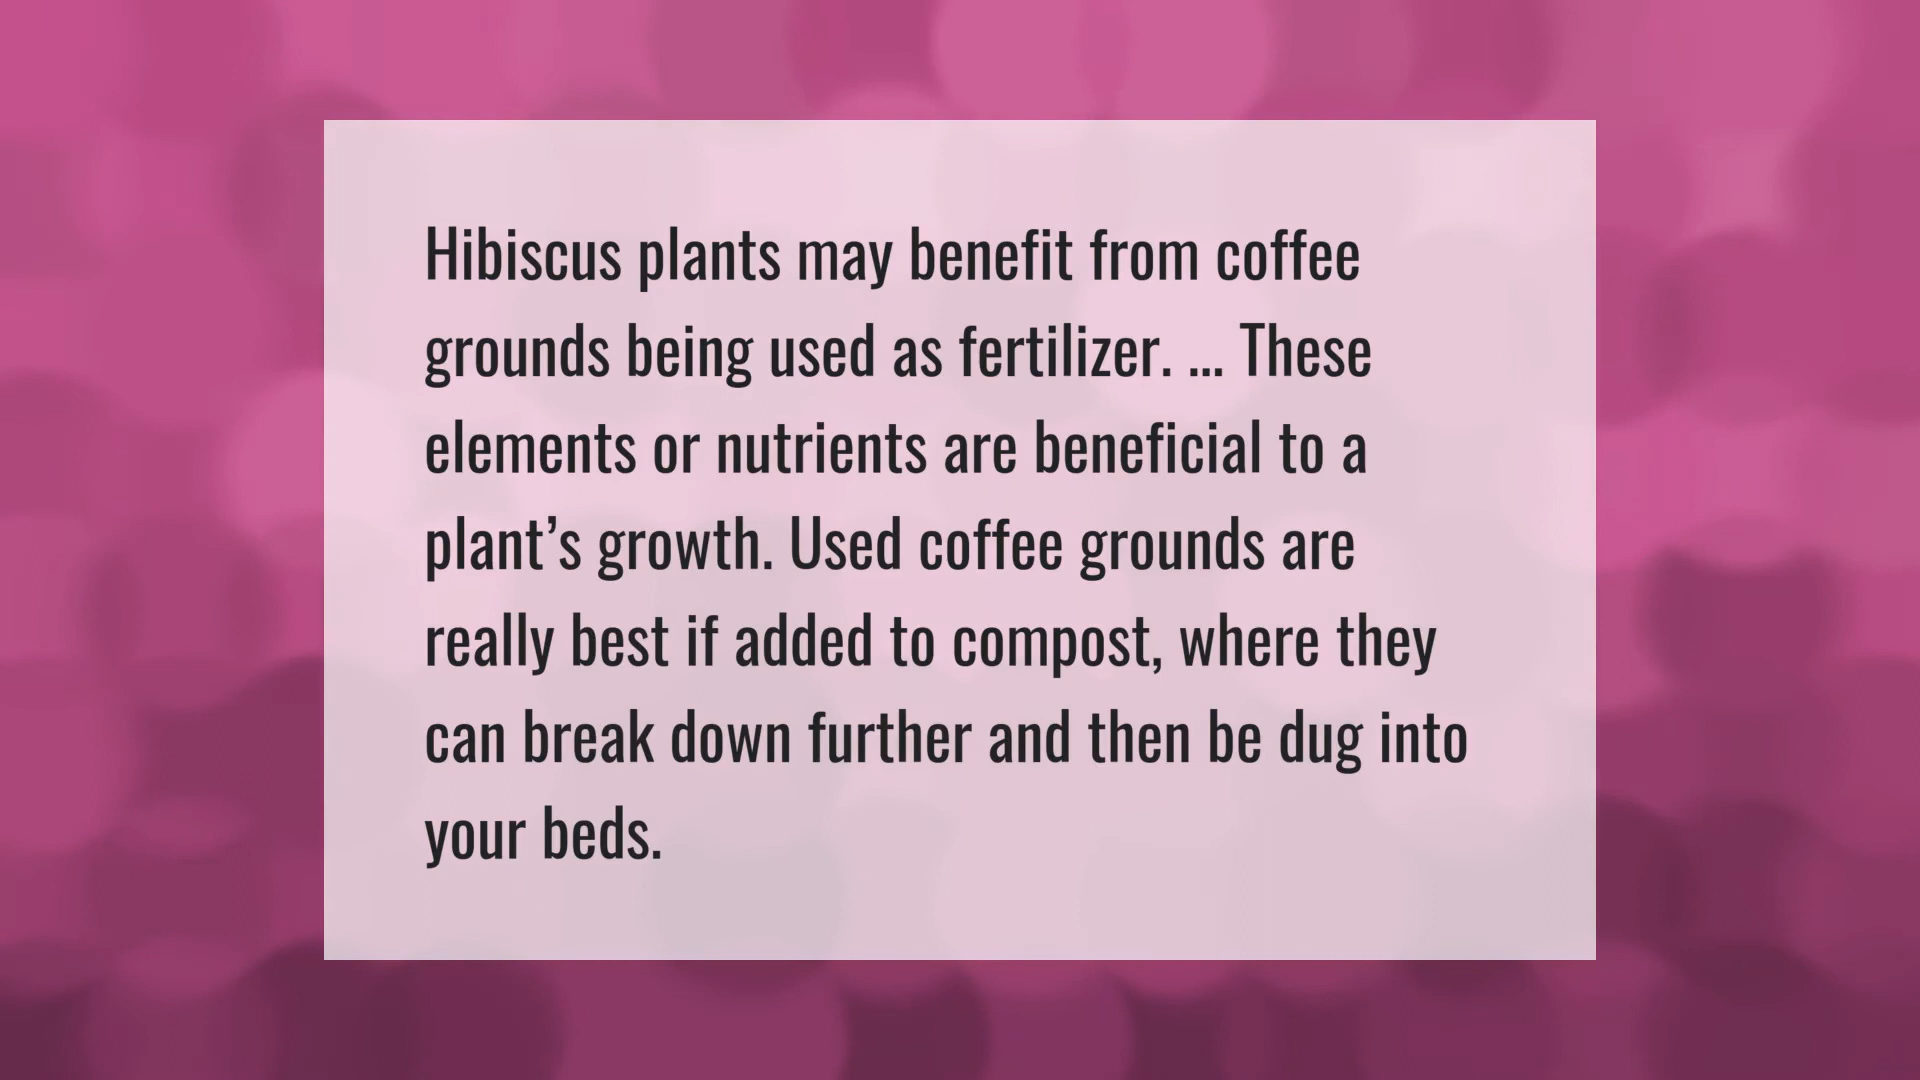 Hibiscus plants may benefit from coffee
grounds being used as fertilizer. ... These
elements or nutrients are beneficial to a
plant’s growth. Used coffee grounds are
really best if added to compost, where they
can break down further and then be dug into
your beds.